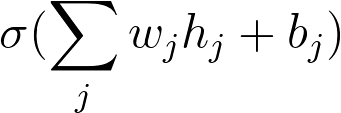 σ(∑_j w_j h_j + b_j)